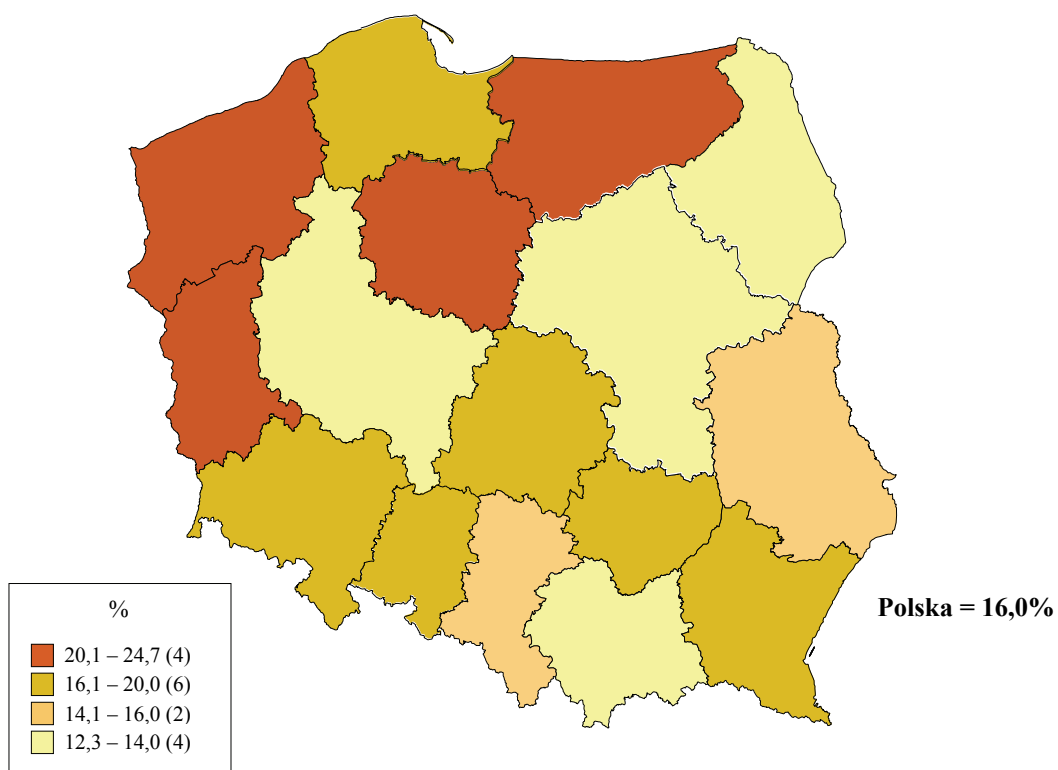 %
20,1 – 24,7 (4)
16,1 – 20,0 (6)
14,1 – 16,0 (2)
12,3 – 14,0 (4)
Polska = 16,0%